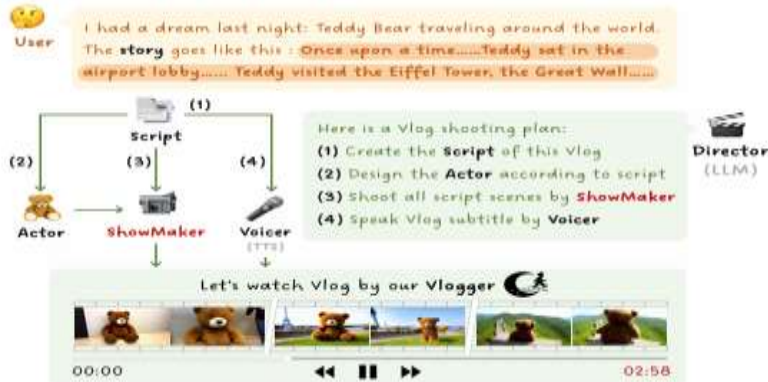 I had a dream last night: Teddy Bear traveling around the world.
The story goes like this : Once upon a time......Teddy sat in the
airport lobby...... Teddy visited the Eiffel Tower, the Great Wall......
User
(1)
Script
(2)
(3)
(4)
Actor
ShowMaker
Voicer
(TTS)
Here is a Vlog shooting plan:
(1) Create the Script of this Vlog
(2) Design the Actor according to script
(3) Shoot all script scenes by ShowMaker
(4) Speak Vlog subtitle by Voicer
Director
(LLM)
Let's watch Vlog by our Vlogger
00:00
02:58